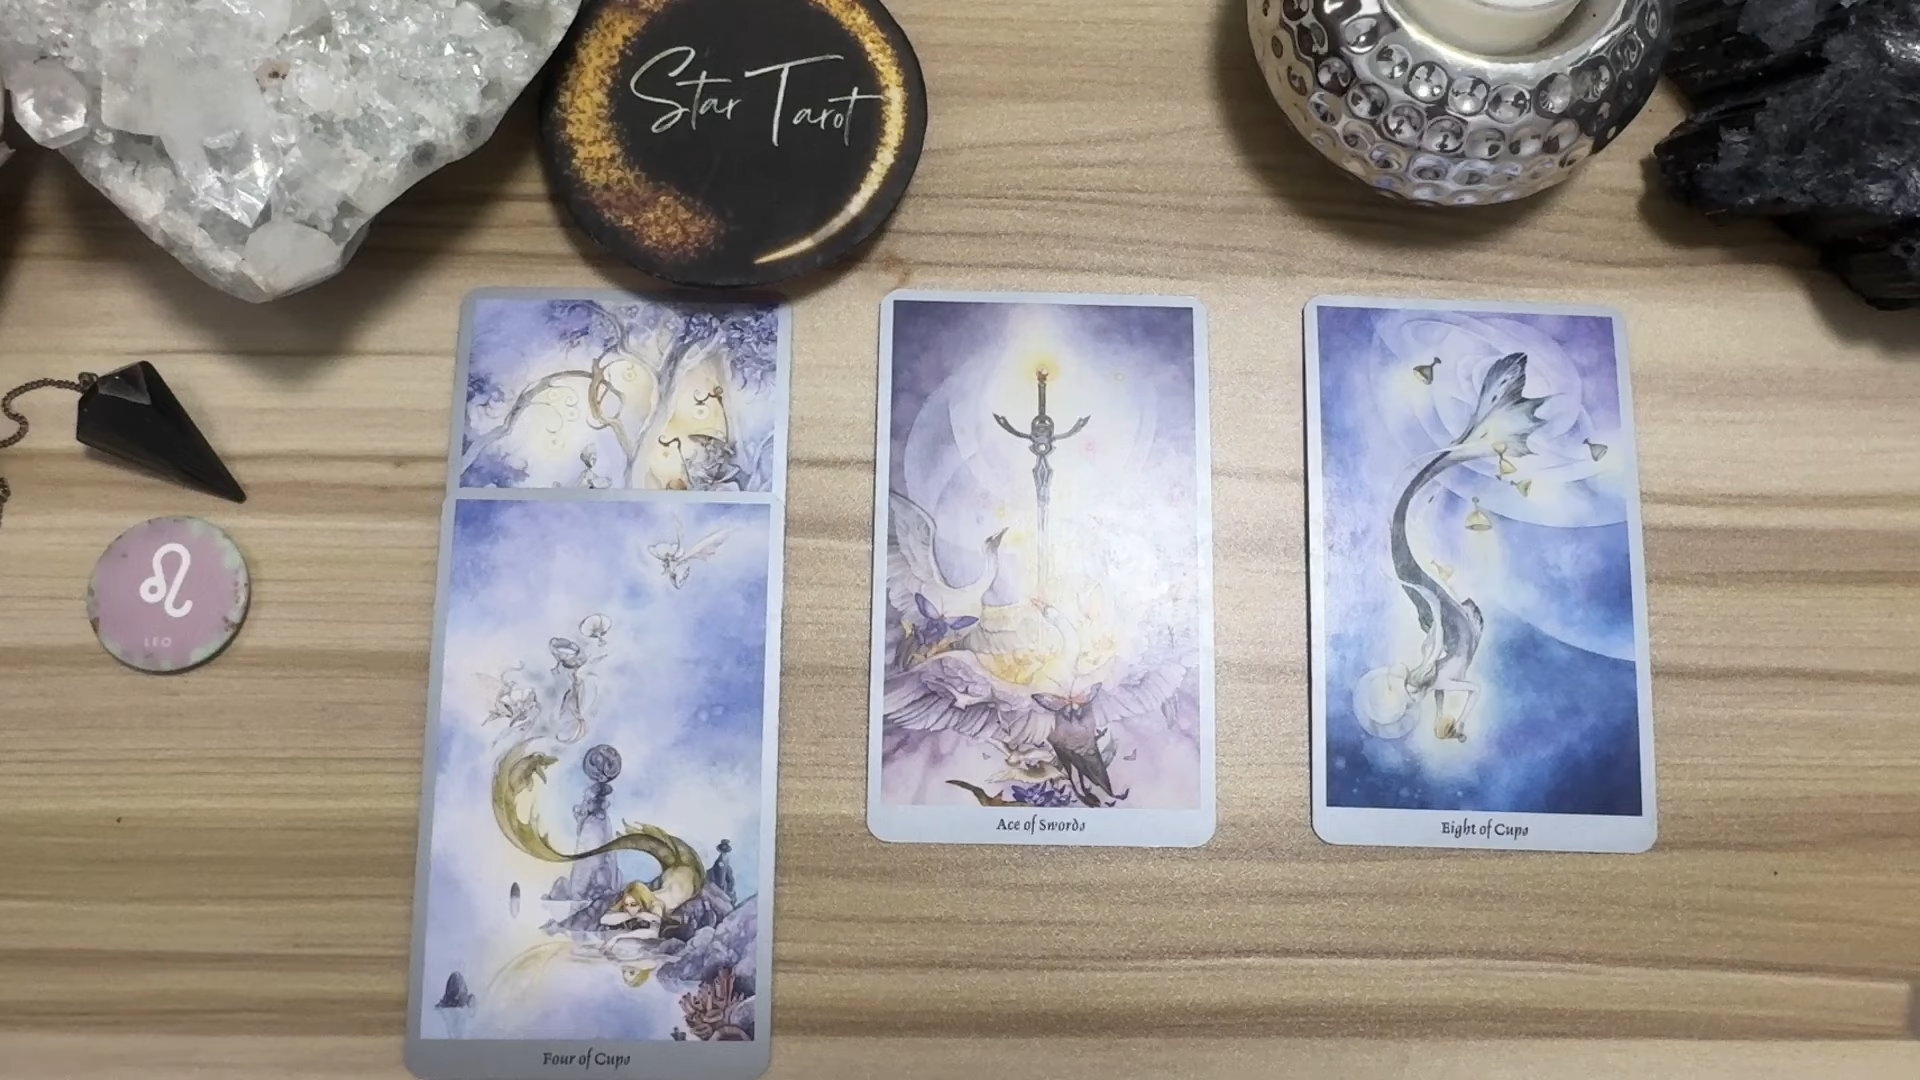 Star Tarot
LEO
Ace of Swords
Eight of Cups
Four of Cups